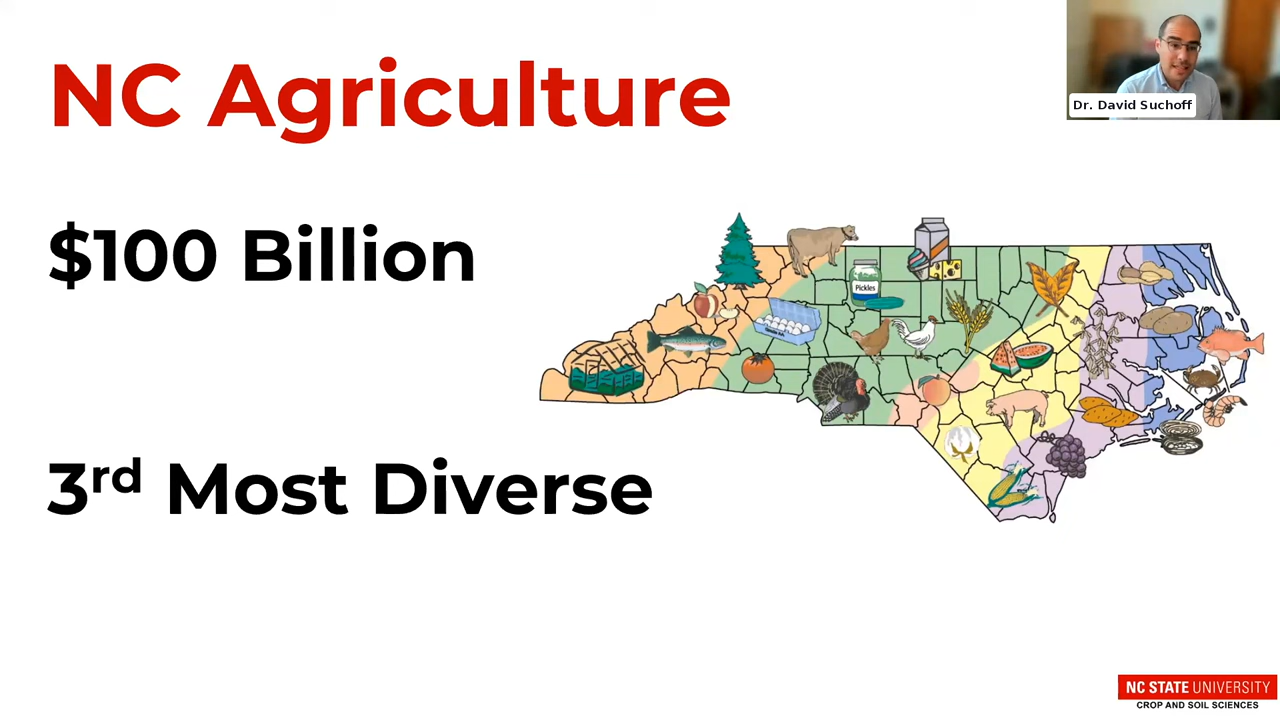 NC Agriculture
Dr. David Suchoff
$100 Billion
Pickles
3rd Most Diverse
NC STATE UNIVERSITY
CROP AND SOIL SCIENCES